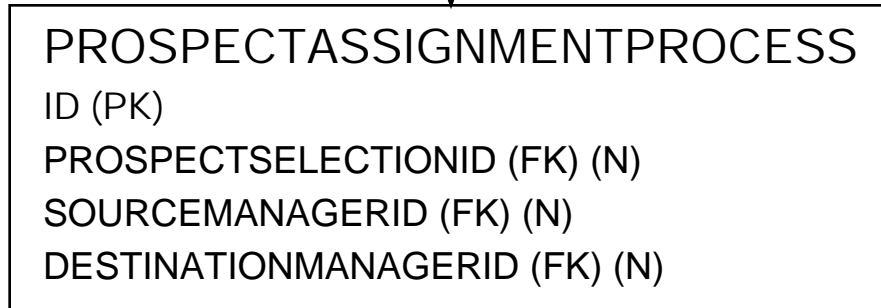 PROSPECTASSIGNMENTPROCESS
ID (PK)
PROSPECTSELECTIONID (FK) (N)
SOURCEMANAGERID (FK) (N)
DESTINATIONMANAGERID (FK) (N)